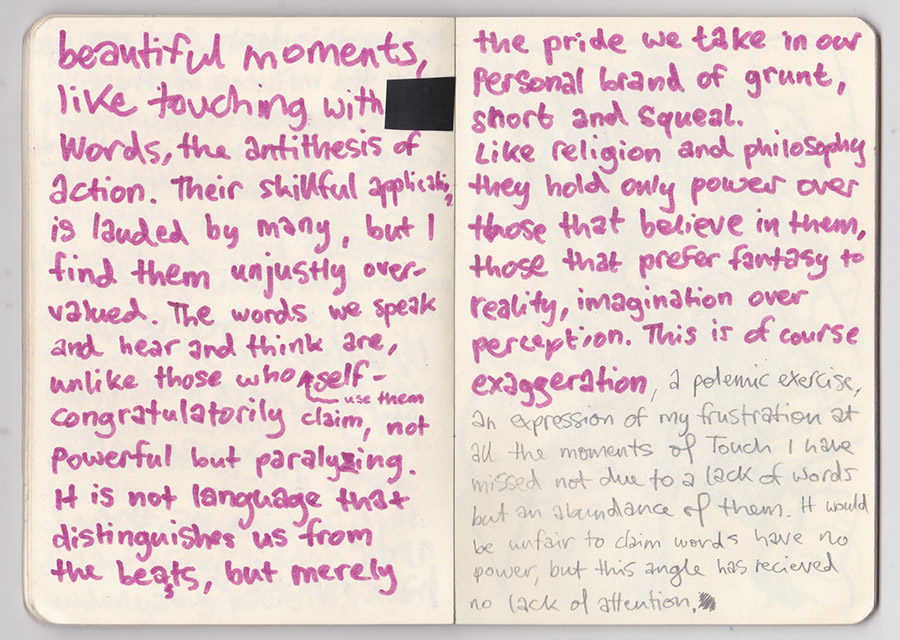 beautiful moments,
like touching with
words, the antithesis of
action. Their skillful application
is lauded by many, but I
find them unjustly over-
valued. The words we speak
and hear and think are,
unlike those who self-
use them
congratulatorily claim, not
powerful but paralyzing.
It is not language that
distinguishes us from
the beasts, but merely
the pride we take in our
personal brand of grunt,
snort and squeal.
Like religion and philosophy
they hold only power over
those that believe in them,
those that prefer fantasy to
reality, imagination over
perception. This is of course
exaggeration, a polemic exercise,
an expression of my frustration at
all the moments of Touch I have
missed not due to a lack of words
but an abundance of them. It would
be unfair to claim words have no
power, but this angle has recieved
no lack of attention.